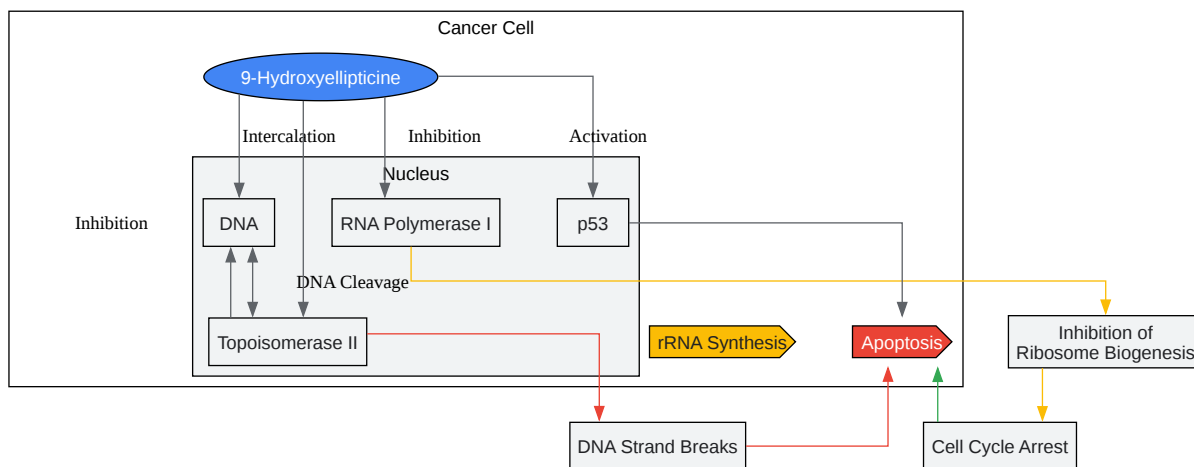 Cancer Cell
9-Hydroxyellipticine
Intercalation
Inhibition
Activation
Nucleus
DNA
RNA Polymerase I
p53
Inhibition
DNA Cleavage
Topoisomerase II
rRNA Synthesis
Apoptosis
Inhibition of
Ribosome Biogenesis
DNA Strand Breaks
Cell Cycle Arrest